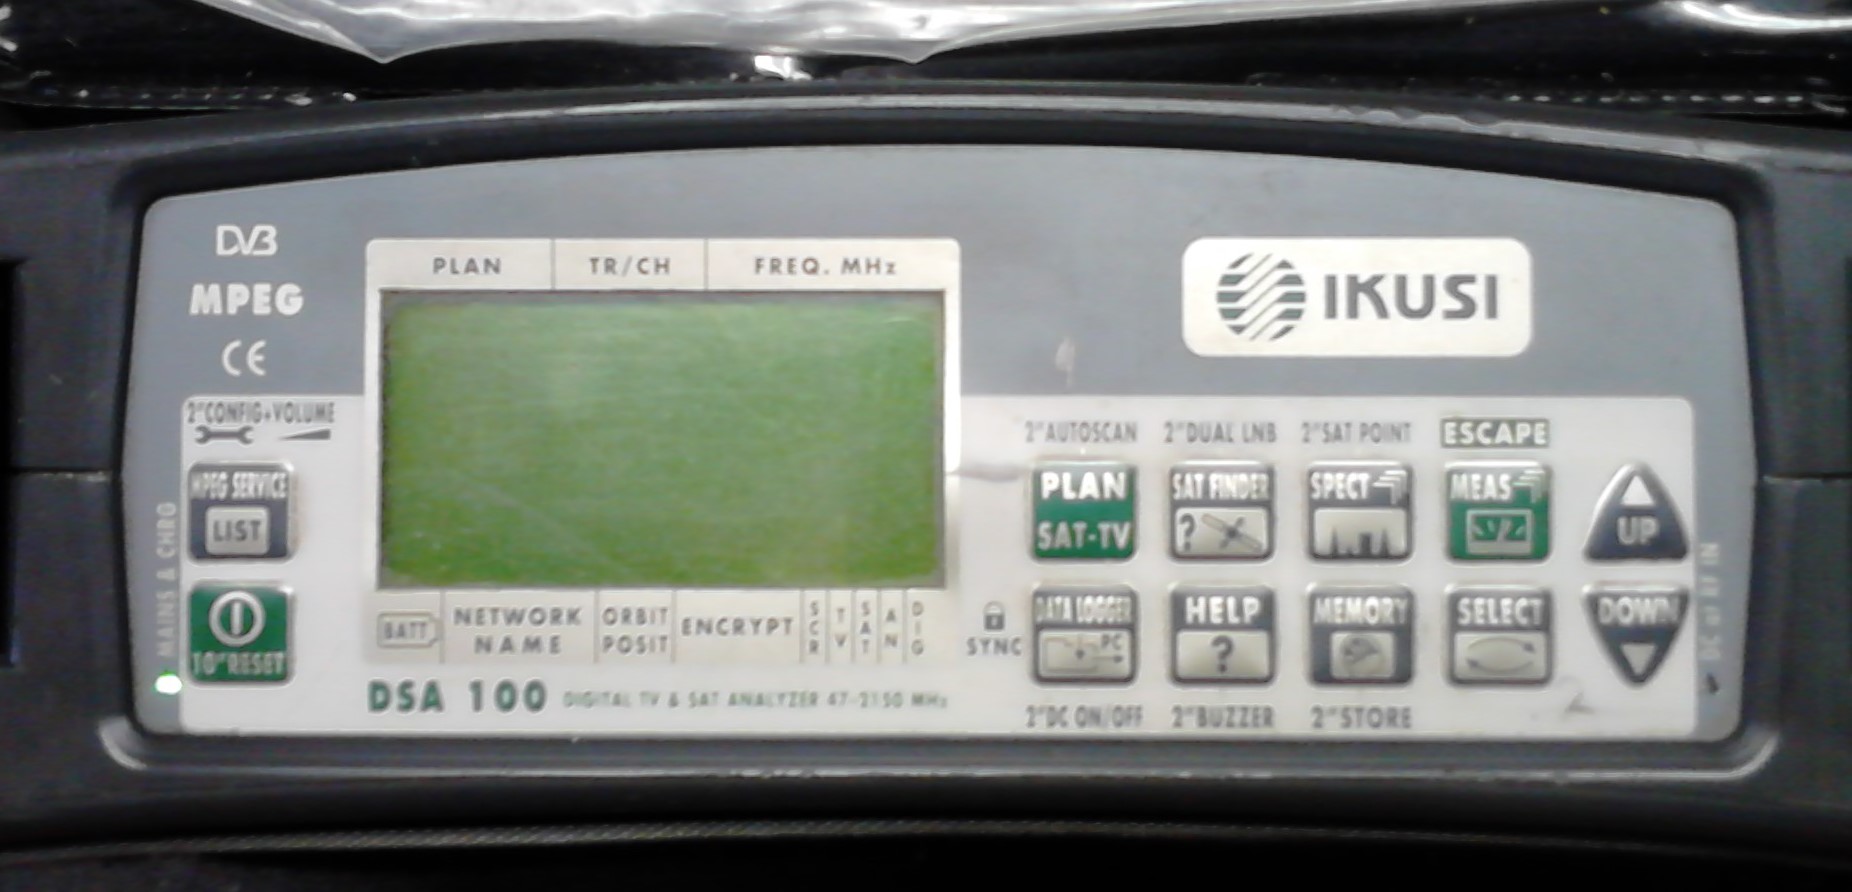 DVB
MPEG
CE
PLAN TR/CH FREQ. MHz
IKUSI
2"CONFIG+VOLUME
MPEG SERVICE
LIST
10"RESET
MAINS & CHRG
BATT NETWORK NAME ORBIT POSIT ENCRYPT SCR TV SAT AN DIG
SYNC
DSA 100 DIGITAL TV & SAT ANALYZER 47-2150 MHz
2"AUTOSCAN 2"DUAL LNB 2"SAT POINT ESCAPE
PLAN SAT-TV
SAT FINDER ?
SPECT
MEAS
UP
DATA LOGGER PC
HELP ?
MEMORY
SELECT
DOWN
2"DC ON/OFF 2"BUZZER 2"STORE
DC RF IN